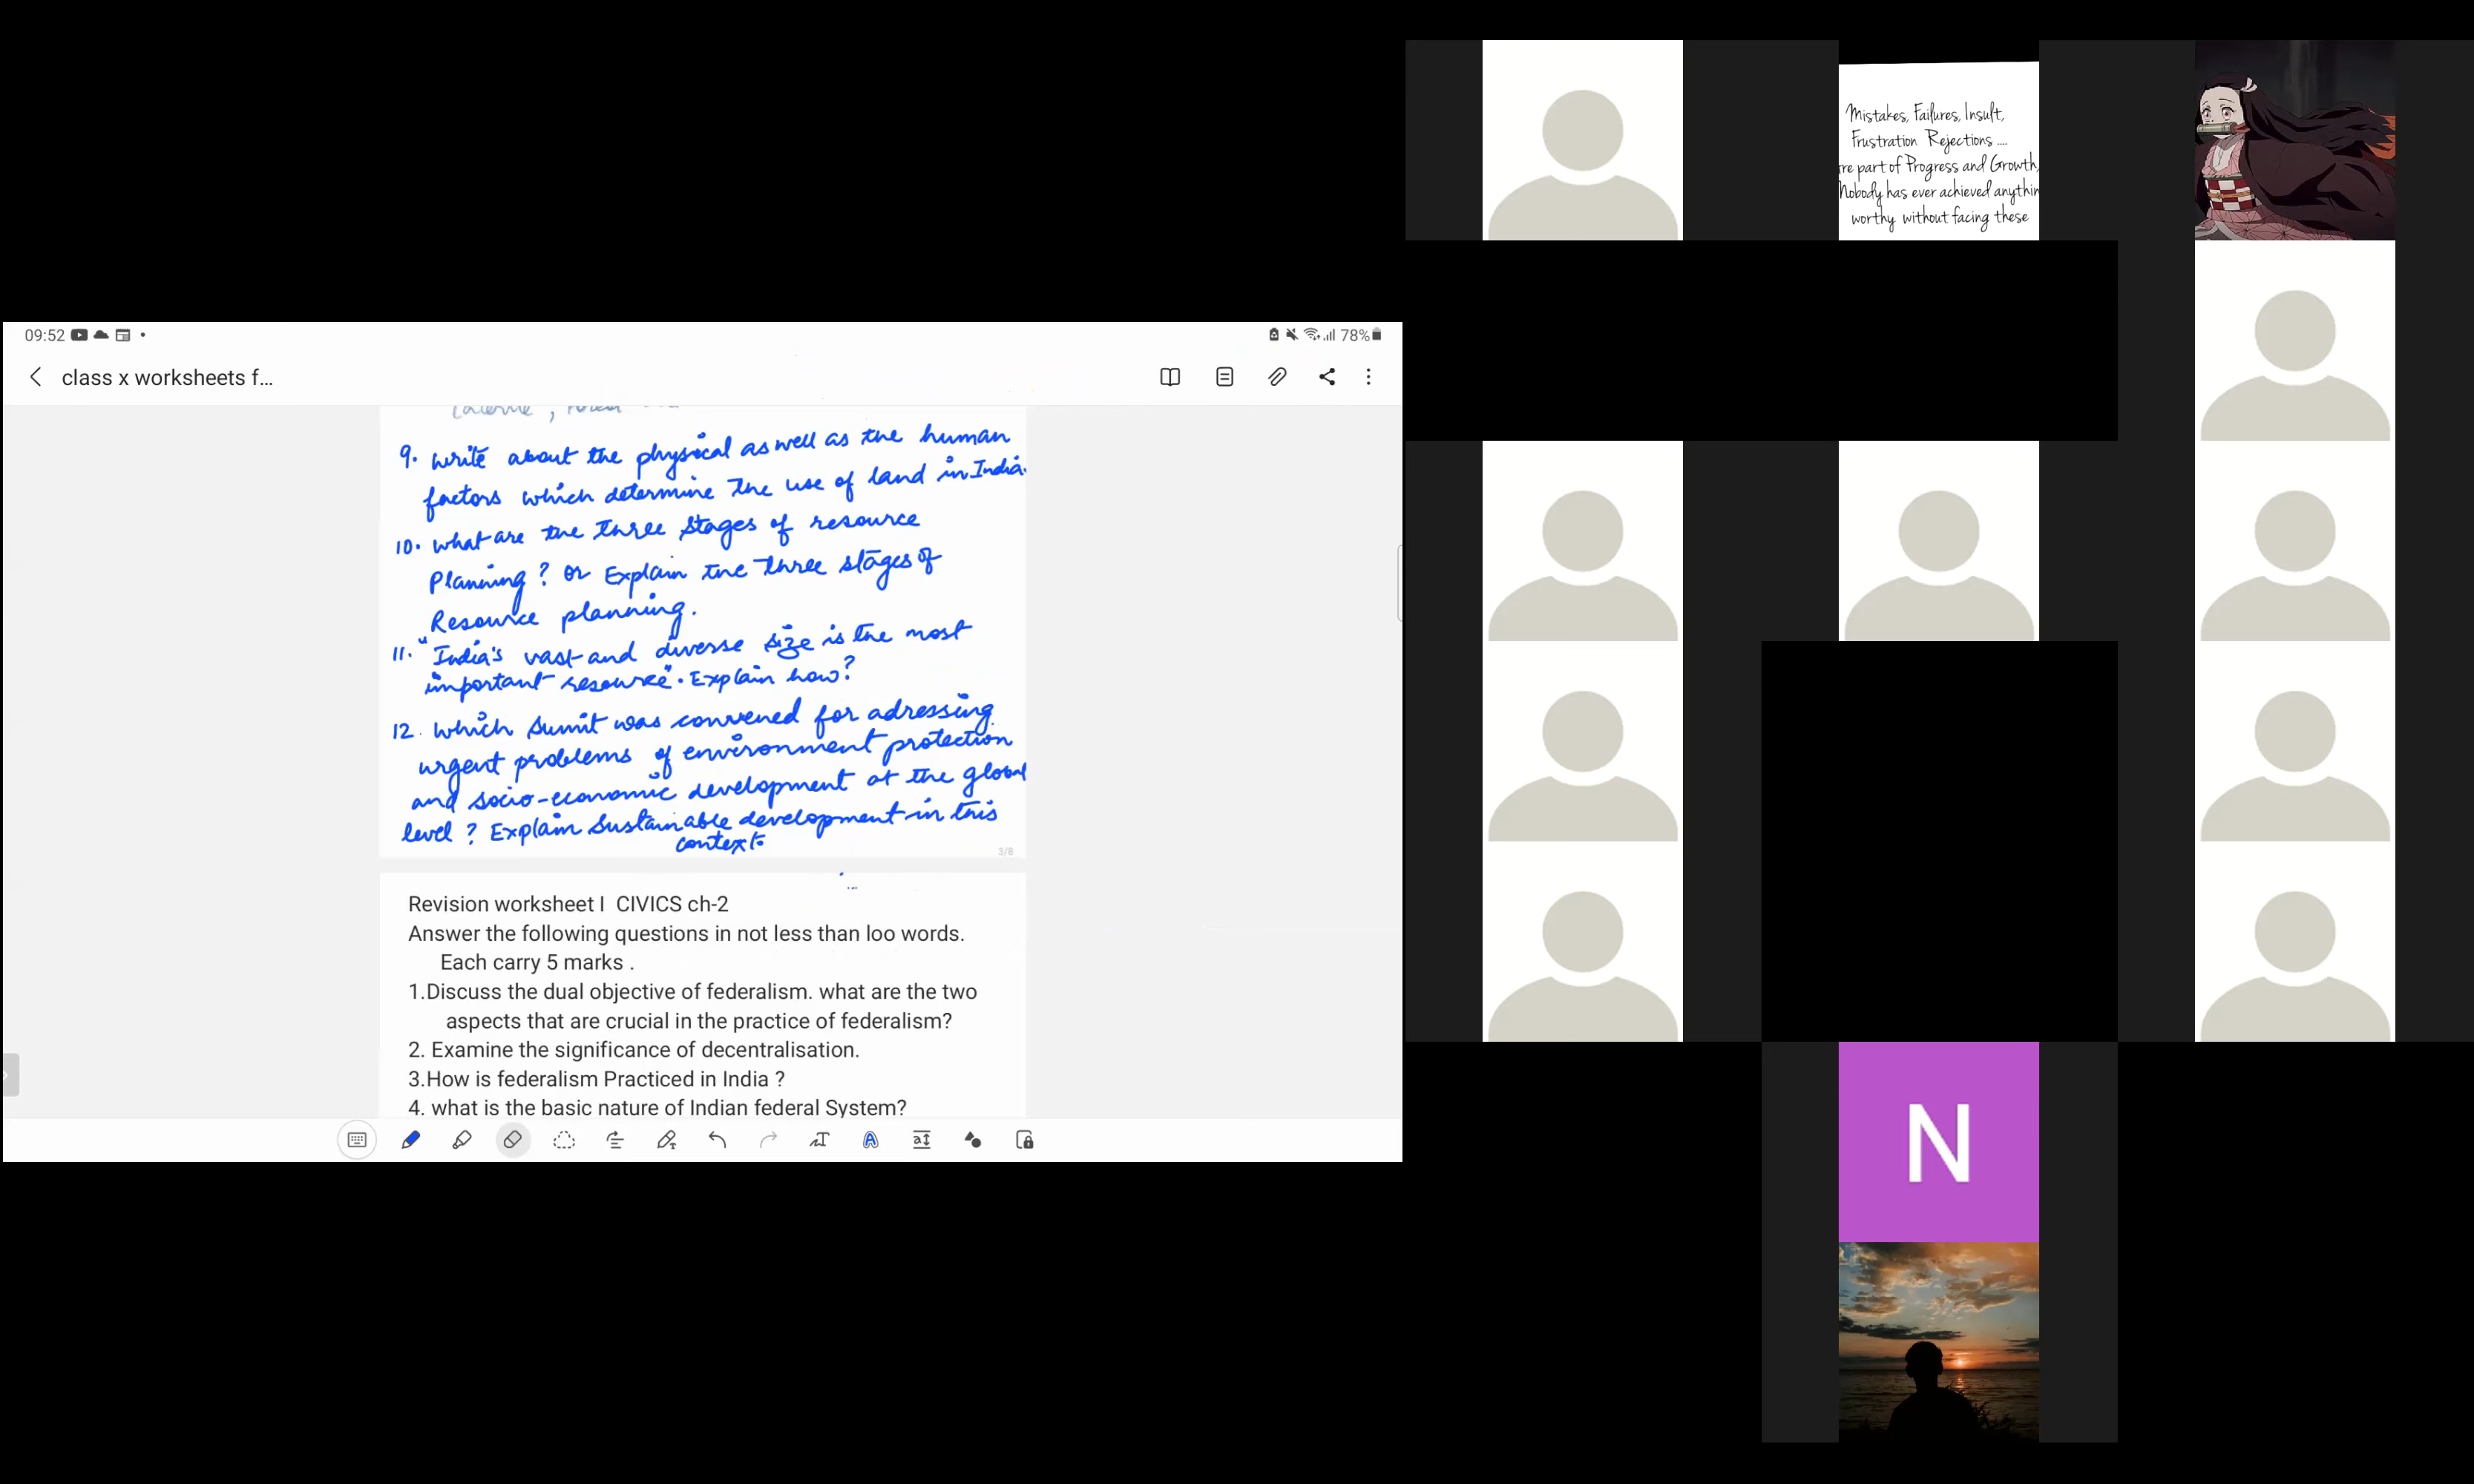 09:52
78%
class x worksheets f...
9. write about the physical as well as the human
factors which determine the use of land in India.
10. what are the three stages of resource
Planning? or Explain the three stages of
Resource planning.
11. "India's vast and diverse size is the most
important resource". Explain how?
12. which Sumit was convened for adressing
urgent problems of environment protection
and socio-economic development at the global
level? Explain Sustainable development in this
context.
3/8
Revision worksheet I CIVICS ch-2
Answer the following questions in not less than loo words.
Each carry 5 marks .
1.Discuss the dual objective of federalism. what are the two
aspects that are crucial in the practice of federalism?
2. Examine the significance of decentralisation.
3.How is federalism Practiced in India ?
4. what is the basic nature of Indian federal System?
Mistakes, Failures, Insult,
Frustration Rejections ....
re part of Progress and Growth,
Nobody has ever achieved anythin
worthy without facing these
N